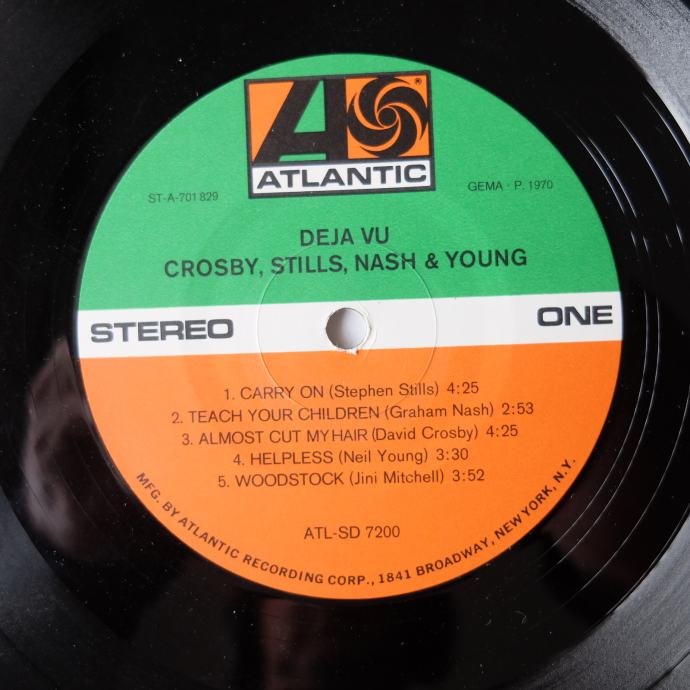 ATLANTIC
®
ST-A-701 829
GEMA · P. 1970
DEJA VU
CROSBY, STILLS, NASH & YOUNG
STEREO
ONE
1. CARRY ON (Stephen Stills) 4:25
2. TEACH YOUR CHILDREN (Graham Nash) 2:53
3. ALMOST CUT MY HAIR (David Crosby) 4:25
4. HELPLESS (Neil Young) 3:30
5. WOODSTOCK (Jini Mitchell) 3:52
ATL-SD 7200
MFG. BY ATLANTIC RECORDING CORP., 1841 BROADWAY, NEW YORK, N.Y.